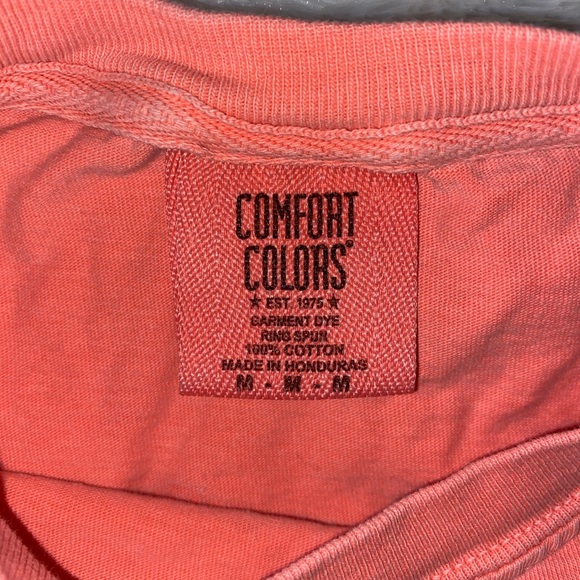 COMFORT
COLORS®
★ EST. 1975 ★
GARMENT DYE
RING SPUN
100% COTTON
MADE IN HONDURAS
M - M - M